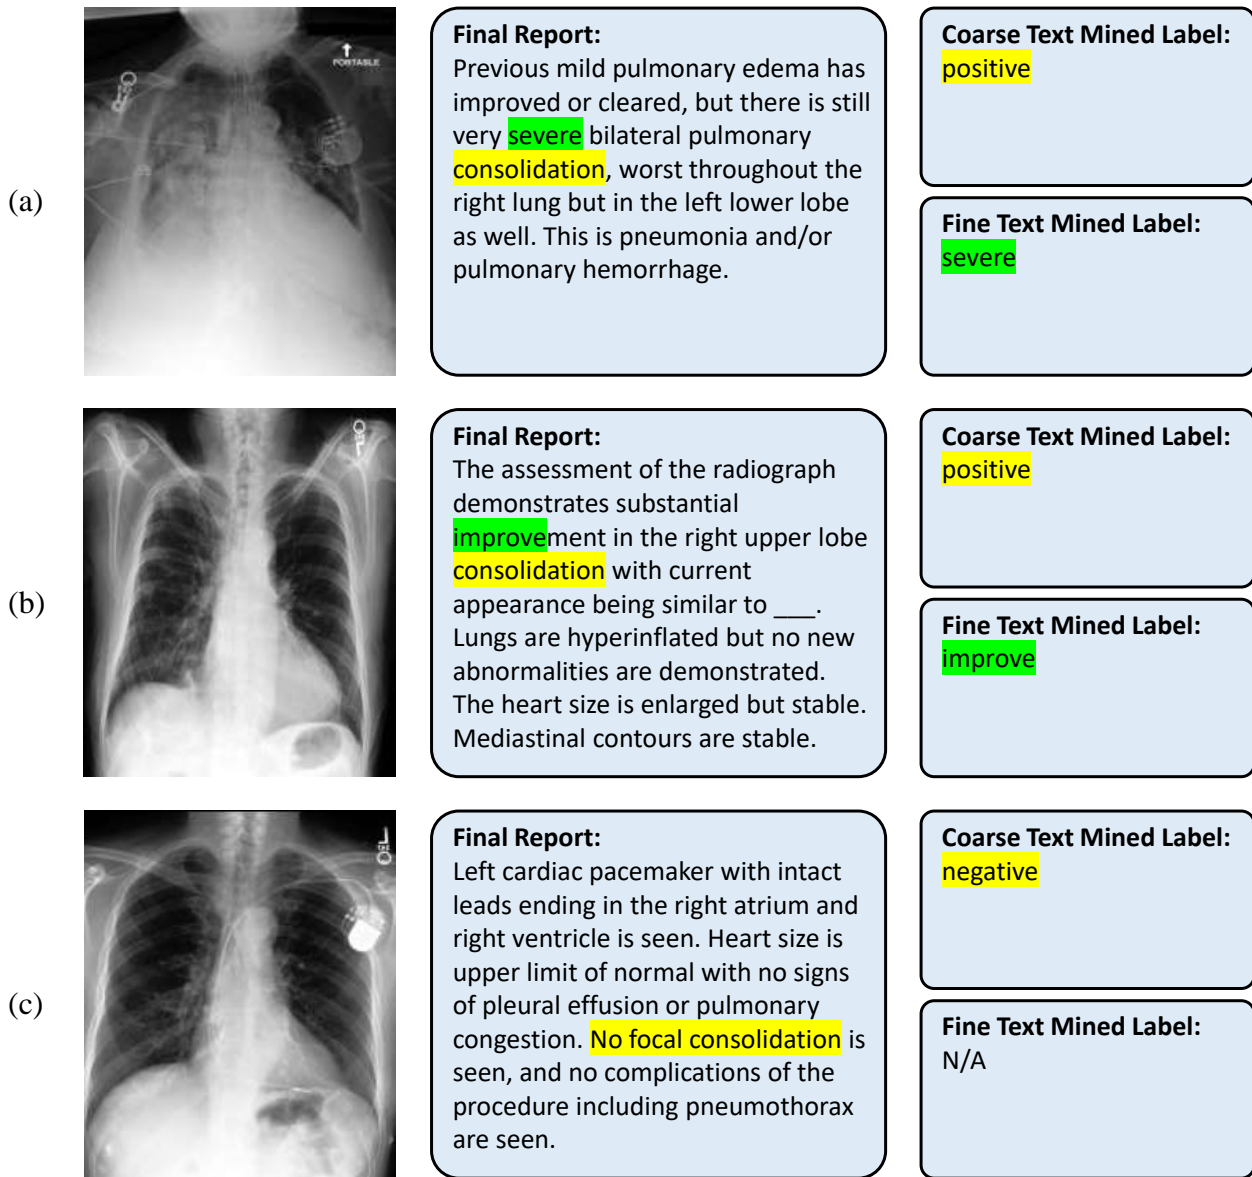 PORTABLE
(a)
Final Report:
Previous mild pulmonary edema has
improved or cleared, but there is still
very severe bilateral pulmonary
consolidation, worst throughout the
right lung but in the left lower lobe
as well. This is pneumonia and/or
pulmonary hemorrhage.
Coarse Text Mined Label:
positive
Fine Text Mined Label:
severe
(b)
Final Report:
The assessment of the radiograph
demonstrates substantial
improvement in the right upper lobe
consolidation with current
appearance being similar to ___.
Lungs are hyperinflated but no new
abnormalities are demonstrated.
The heart size is enlarged but stable.
Mediastinal contours are stable.
Coarse Text Mined Label:
positive
Fine Text Mined Label:
improve
(c)
Final Report:
Left cardiac pacemaker with intact
leads ending in the right atrium and
right ventricle is seen. Heart size is
upper limit of normal with no signs
of pleural effusion or pulmonary
congestion. No focal consolidation is
seen, and no complications of the
procedure including pneumothorax
are seen.
Coarse Text Mined Label:
negative
Fine Text Mined Label:
N/A